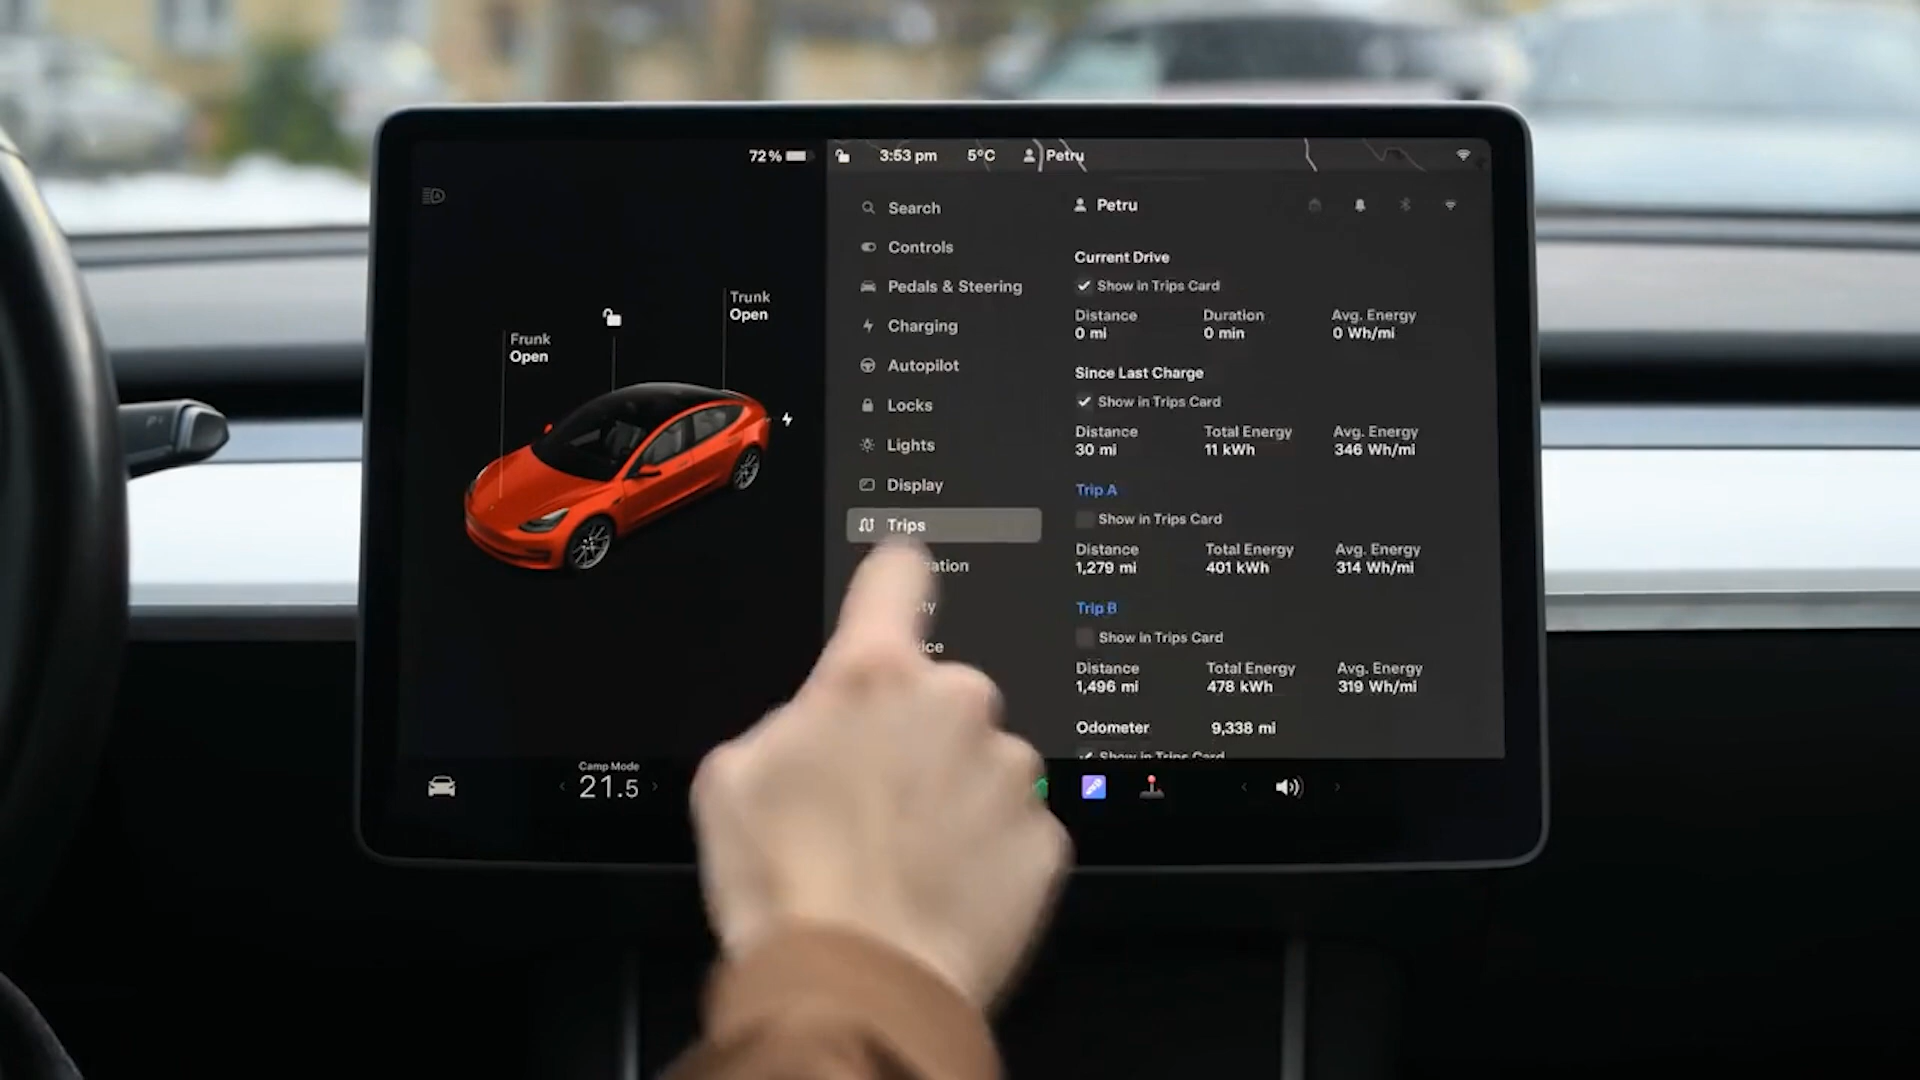 72 %
3:53 pm
5°C
Petru
Trunk
Open
Frunk
Open
Camp Mode
21.5
Search
Controls
Pedals & Steering
Charging
Autopilot
Locks
Lights
Display
Trips
Petru
Current Drive
Show in Trips Card
Distance Duration Avg. Energy
0 mi 0 min 0 Wh/mi
Since Last Charge
Show in Trips Card
Distance Total Energy Avg. Energy
30 mi 11 kWh 346 Wh/mi
Trip A
Show in Trips Card
Distance Total Energy Avg. Energy
1,279 mi 401 kWh 314 Wh/mi
Trip B
Show in Trips Card
Distance Total Energy Avg. Energy
1,496 mi 478 kWh 319 Wh/mi
Odometer 9,338 mi
Show in Trips Card